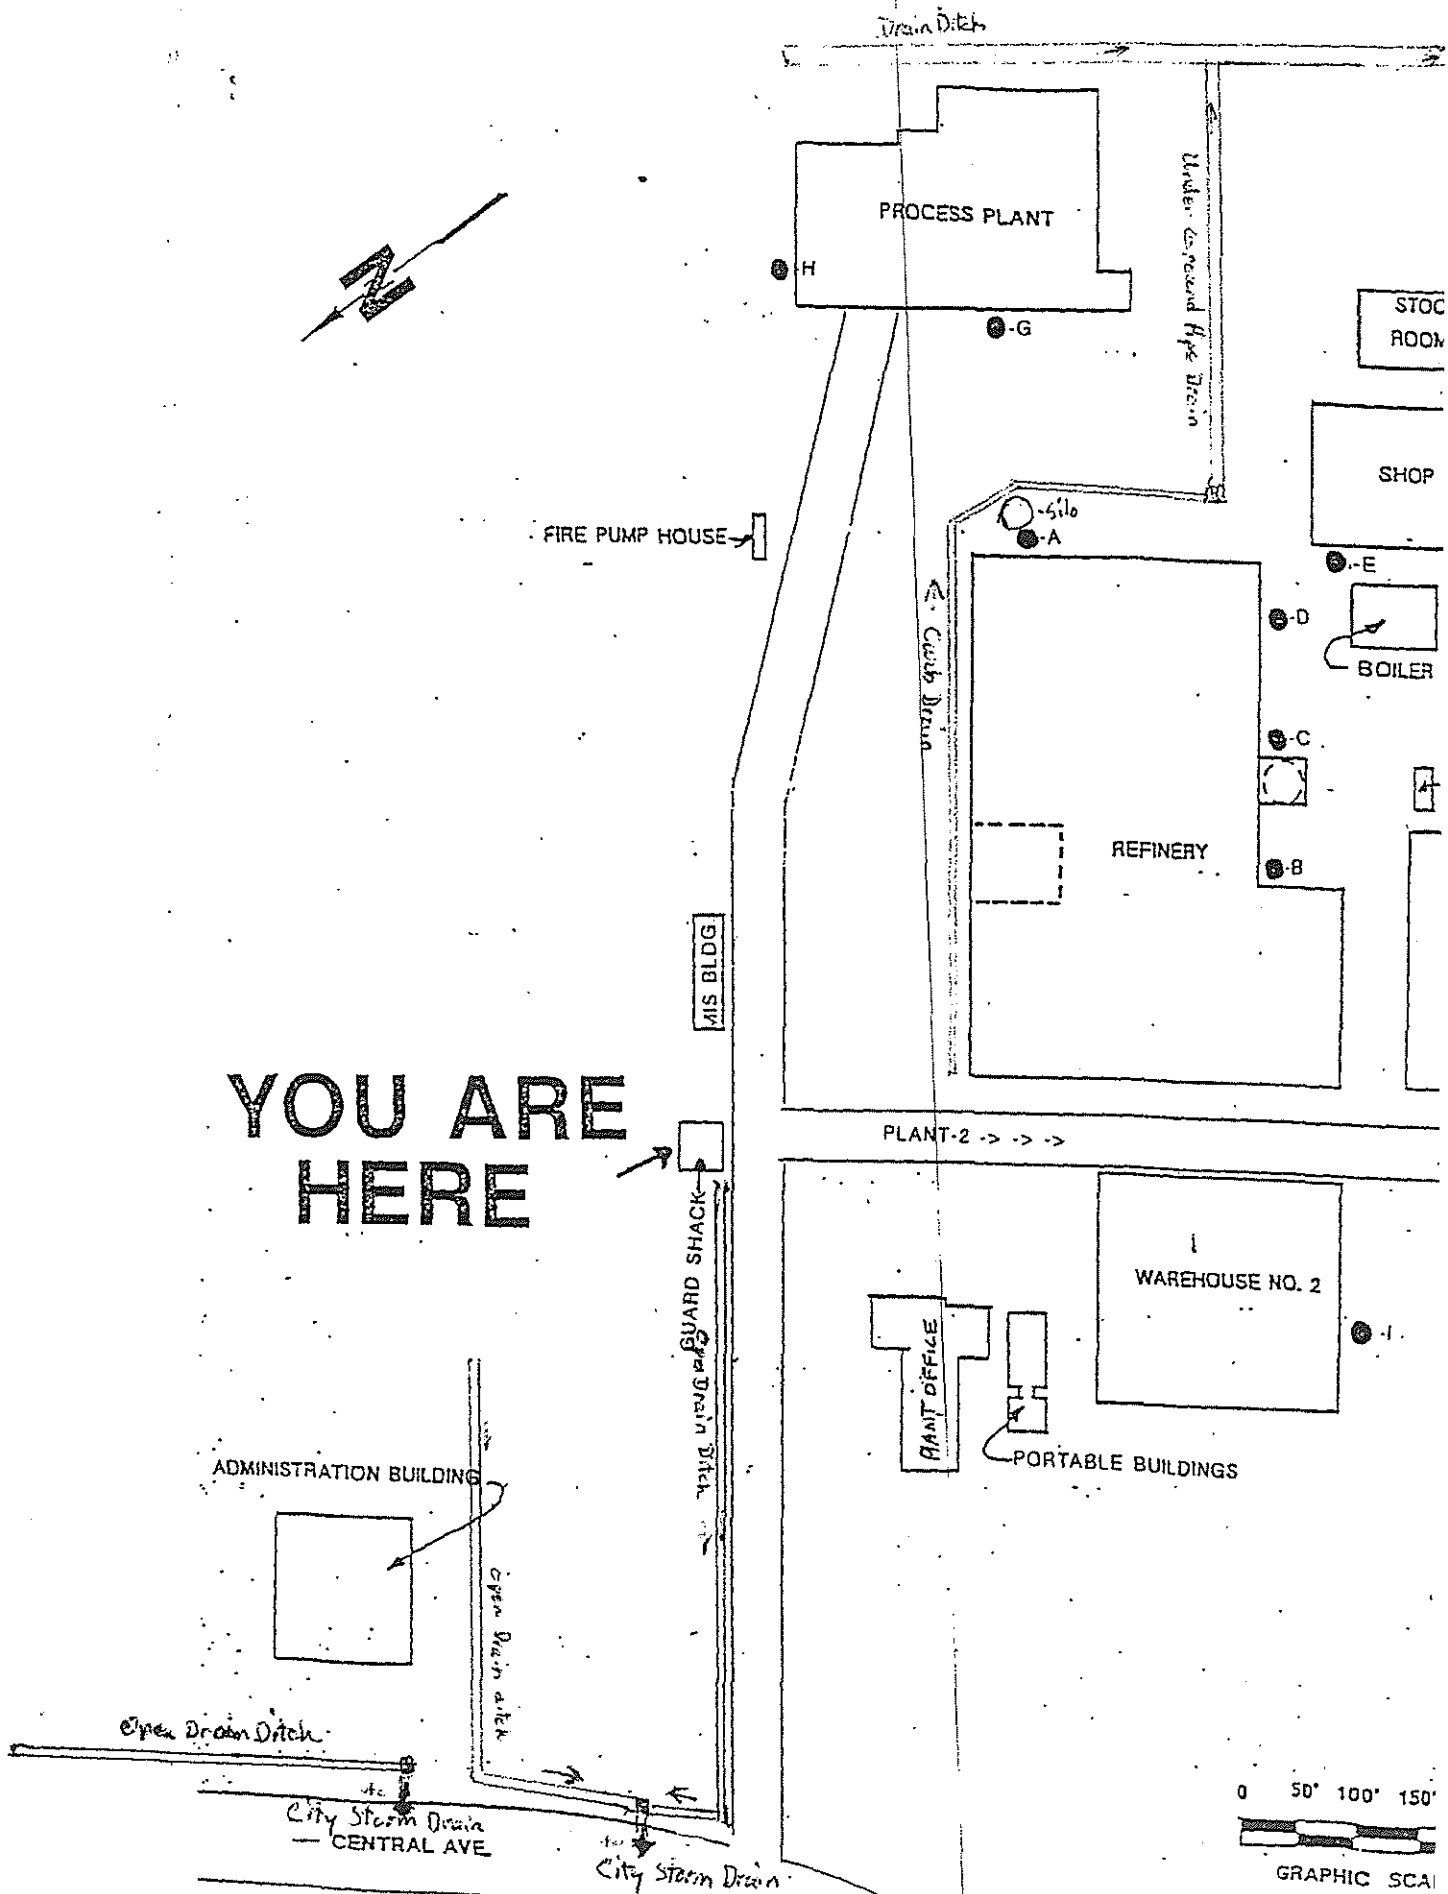 Drain Ditch
PROCESS PLANT
Under Ground Pipe Drain
N
-H
-G
STOC
ROOM
SHOP
-Silo
-A
FIRE PUMP HOUSE
-E
-D
BOILER
Curb Drain
-C
REFINERY
-B
MIS BLDG
YOU ARE
HERE
PLANT-2 -> -> ->
GUARD SHACK
Drain Ditch
WAREHOUSE NO. 2
-I
PLANT OFFICE
PORTABLE BUILDINGS
ADMINISTRATION BUILDING
Open Drain ditch
Open Drain Ditch
to
City Storm Drain
CENTRAL AVE
to
City Storm Drain
0 50' 100' 150'
GRAPHIC SCA